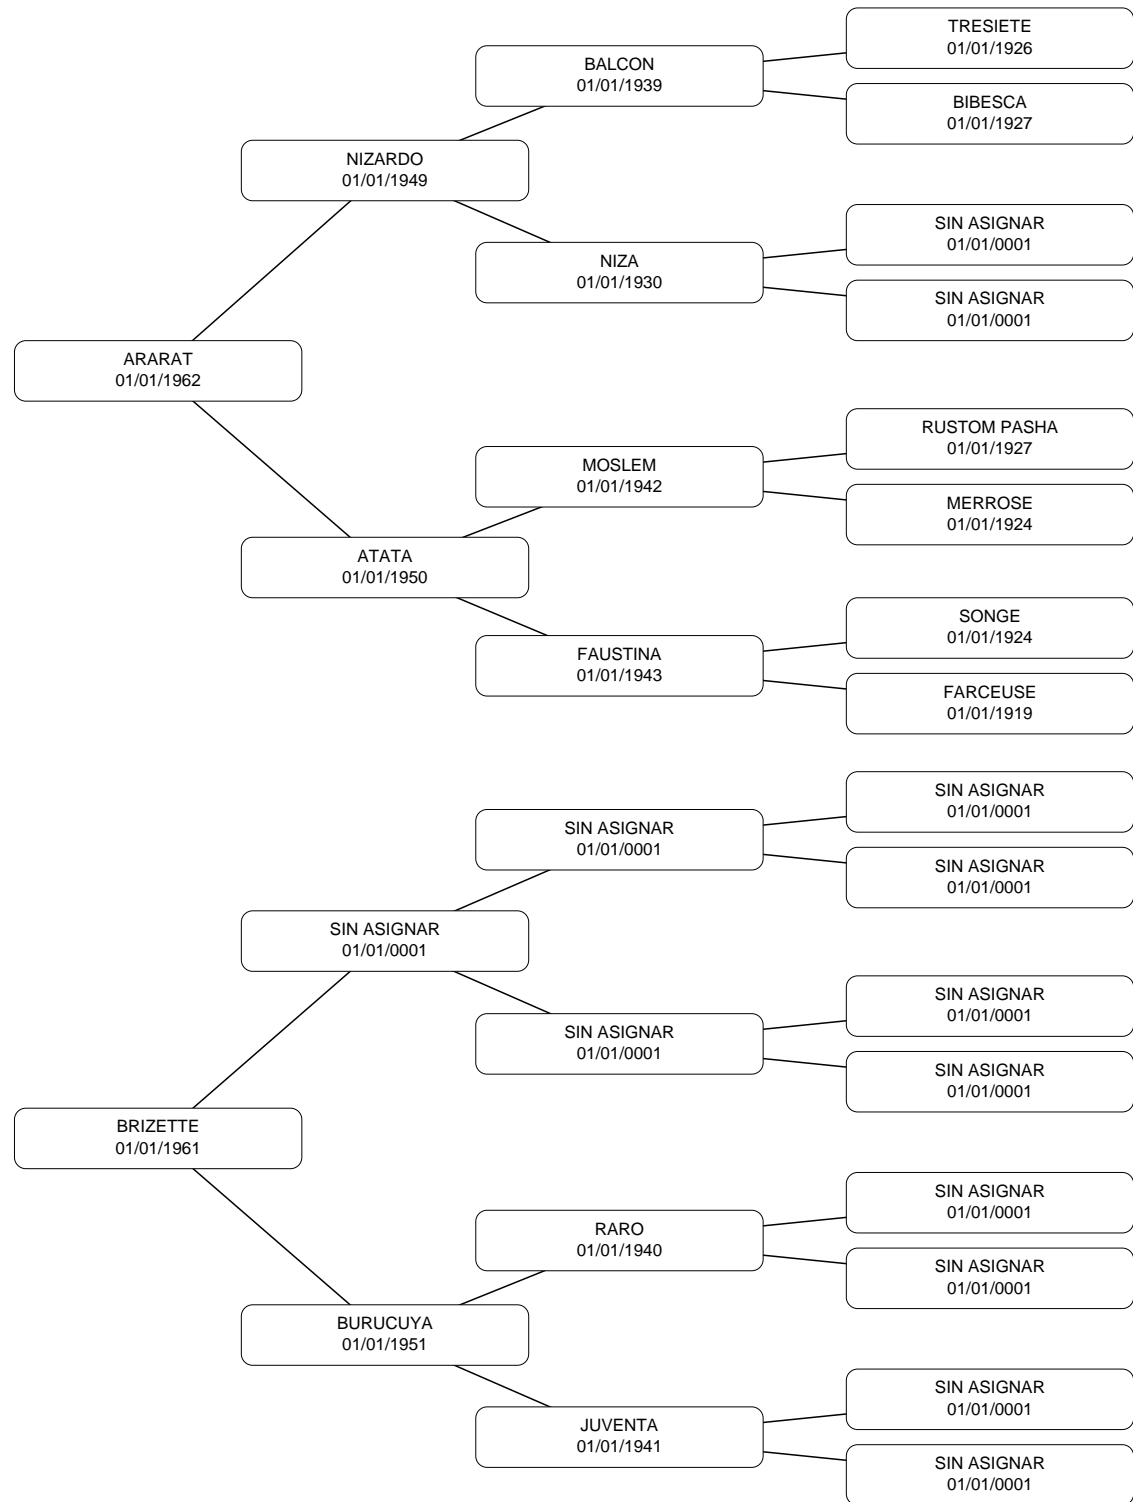 TRESIETE
01/01/1926
BALCON
01/01/1939
BIBESCA
01/01/1927
NIZARDO
01/01/1949
SIN ASIGNAR
01/01/0001
NIZA
01/01/1930
SIN ASIGNAR
01/01/0001
ARARAT
01/01/1962
RUSTOM PASHA
01/01/1927
MOSLEM
01/01/1942
MERROSE
01/01/1924
ATATA
01/01/1950
SONGE
01/01/1924
FAUSTINA
01/01/1943
FARCEUSE
01/01/1919
SIN ASIGNAR
01/01/0001
SIN ASIGNAR
01/01/0001
SIN ASIGNAR
01/01/0001
SIN ASIGNAR
01/01/0001
SIN ASIGNAR
01/01/0001
SIN ASIGNAR
01/01/0001
SIN ASIGNAR
01/01/0001
BRIZETTE
01/01/1961
SIN ASIGNAR
01/01/0001
RARO
01/01/1940
SIN ASIGNAR
01/01/0001
BURUCUYA
01/01/1951
SIN ASIGNAR
01/01/0001
JUVENTA
01/01/1941
SIN ASIGNAR
01/01/0001